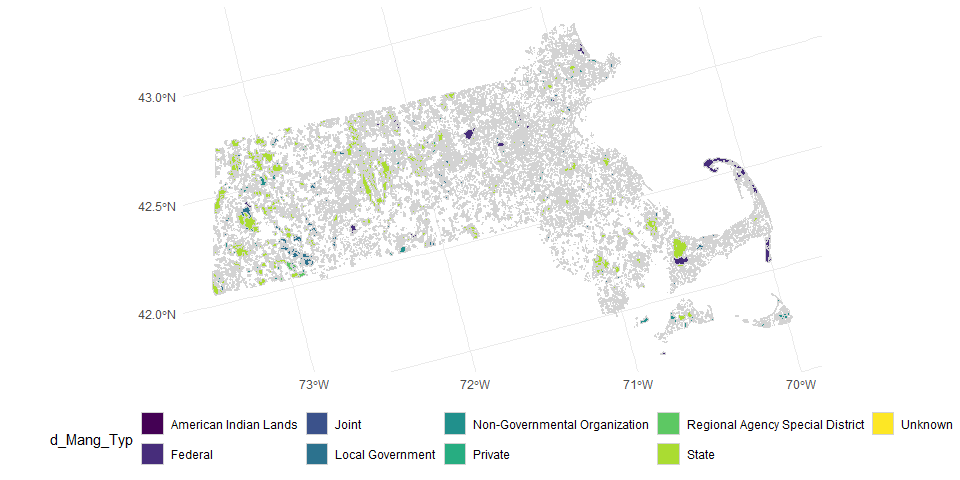 43.0°N
42.5°N
42.0°N
73°W 72°W 71°W 70°W
d_Mang_Typ
American Indian Lands Joint Non-Governmental Organization Regional Agency Special District Unknown
Federal Local Government Private State